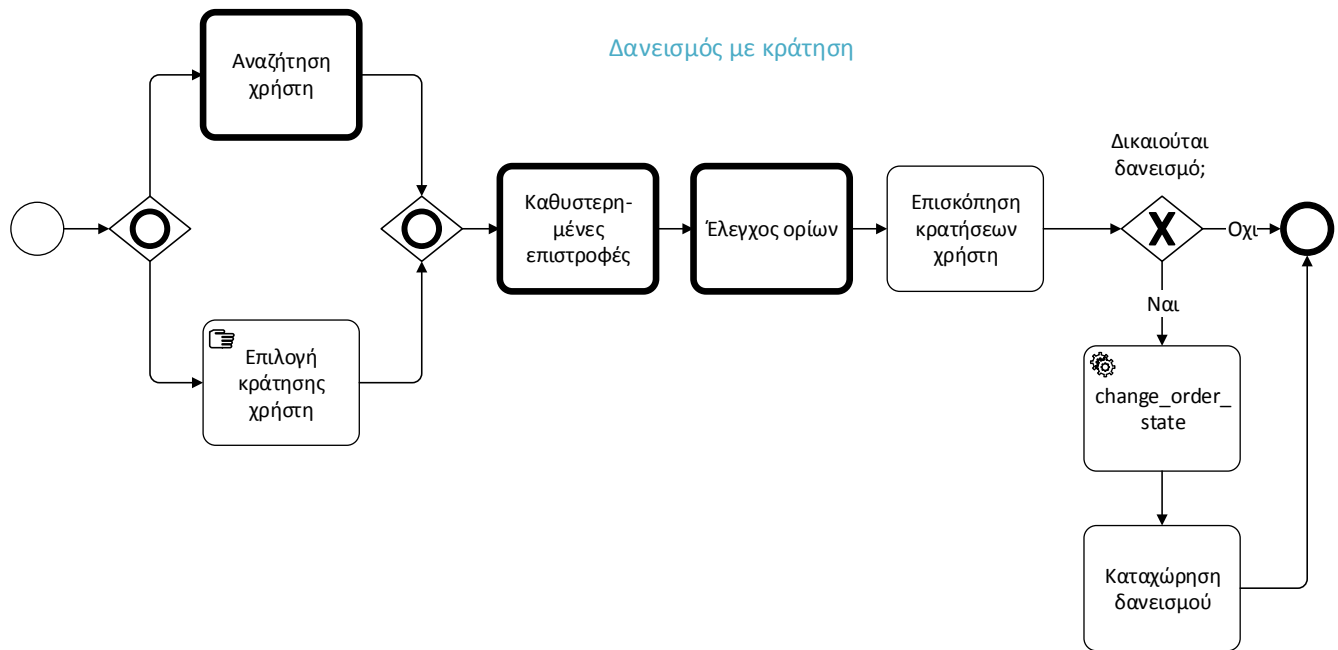 Δανεισμός με κράτηση
Αναζήτηση
χρήστη
Επιλογή
κράτησης
χρήστη
Καθυστερη-
μένες
επιστροφές
Έλεγχος ορίων
Επισκόπηση
κρατήσεων
χρήστη
Δικαιούται
δανεισμό;
X
Οχι
Ναι
change_order_
state
Καταχώρηση
δανεισμού